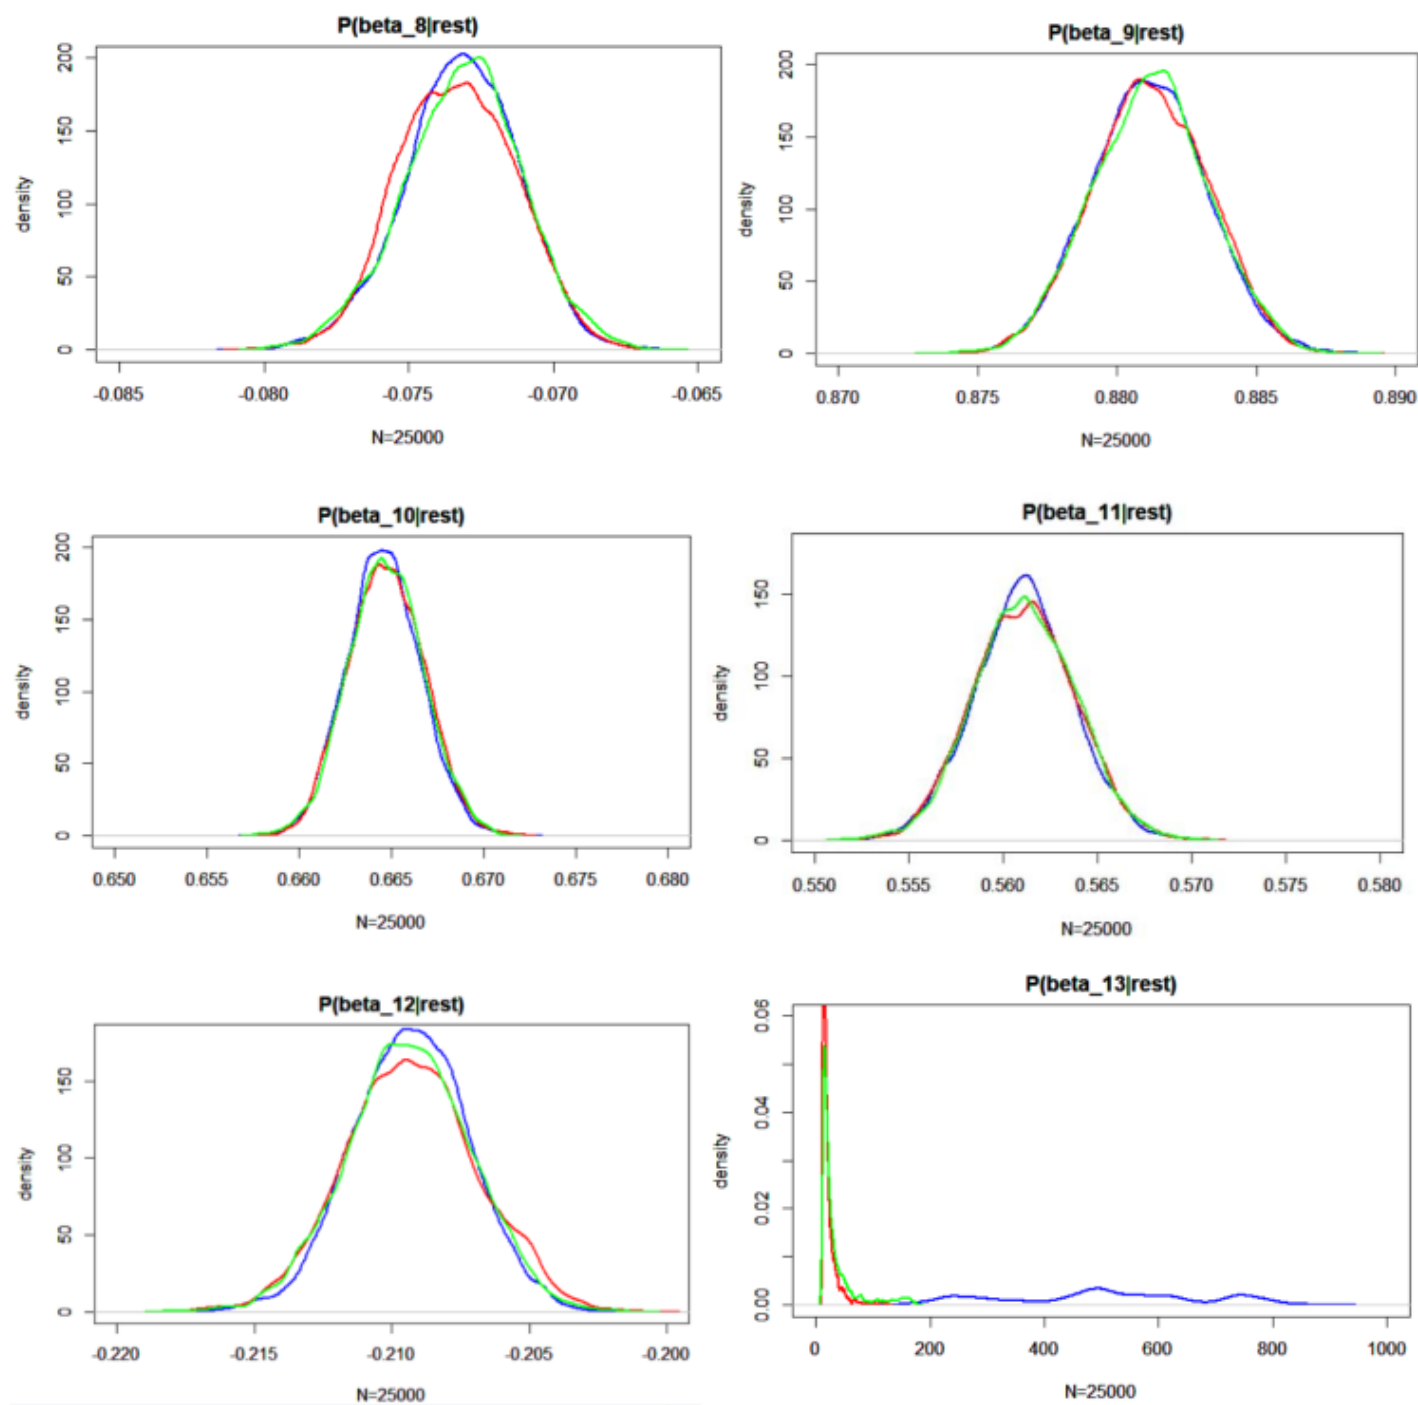 P(beta_8|rest)
density
0 50 100 150 200
-0.085 -0.080 -0.075 -0.070 -0.065
N=25000
P(beta_9|rest)
density
0 50 100 150 200
0.870 0.875 0.880 0.885 0.890
N=25000
P(beta_10|rest)
density
0 50 100 150 200
0.650 0.655 0.660 0.665 0.670 0.675 0.680
N=25000
P(beta_11|rest)
density
0 50 100 150
0.550 0.555 0.560 0.565 0.570 0.575 0.580
N=25000
P(beta_12|rest)
density
0 50 100 150
-0.220 -0.215 -0.210 -0.205 -0.200
N=25000
P(beta_13|rest)
density
0.00 0.02 0.04 0.06
0 200 400 600 800 1000
N=25000